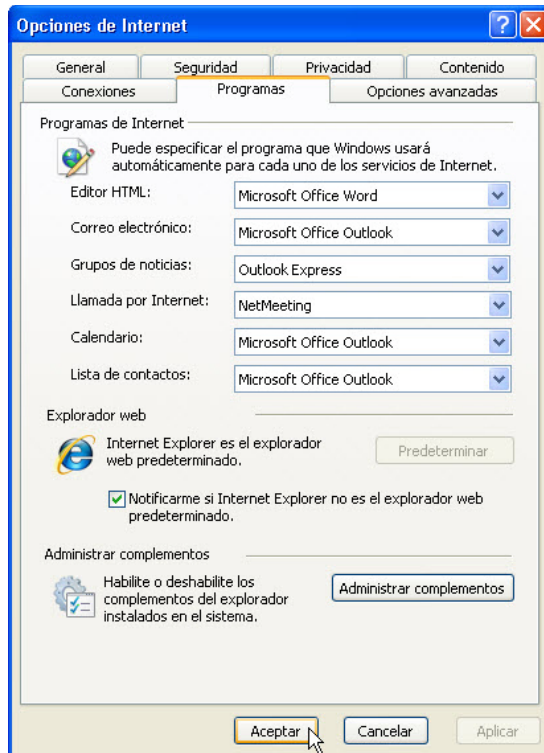 Opciones de Internet
General Seguridad Privacidad Contenido
Conexiones Programas Opciones avanzadas
Programas de Internet
Puede especificar el programa que Windows usará
automáticamente para cada uno de los servicios de Internet.
Editor HTML: Microsoft Office Word
Correo electrónico: Microsoft Office Outlook
Grupos de noticias: Outlook Express
Llamada por Internet: NetMeeting
Calendario: Microsoft Office Outlook
Lista de contactos: Microsoft Office Outlook
Explorador web
Internet Explorer es el explorador
web predeterminado.
Predeterminar
Notificarme si Internet Explorer no es el explorador web
predeterminado.
Administrar complementos
Habilite o deshabilite los
complementos del explorador
instalados en el sistema.
Administrar complementos
Aceptar Cancelar Aplicar